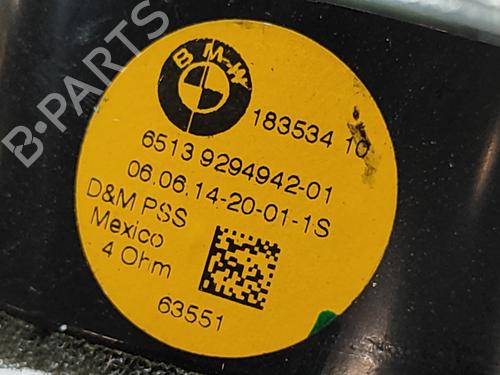 BMW
183534 10
6513 9294942-01
06.06.14-20-01-1S
D&M PSS
Mexico
4 Ohm
63551
B-PARTS